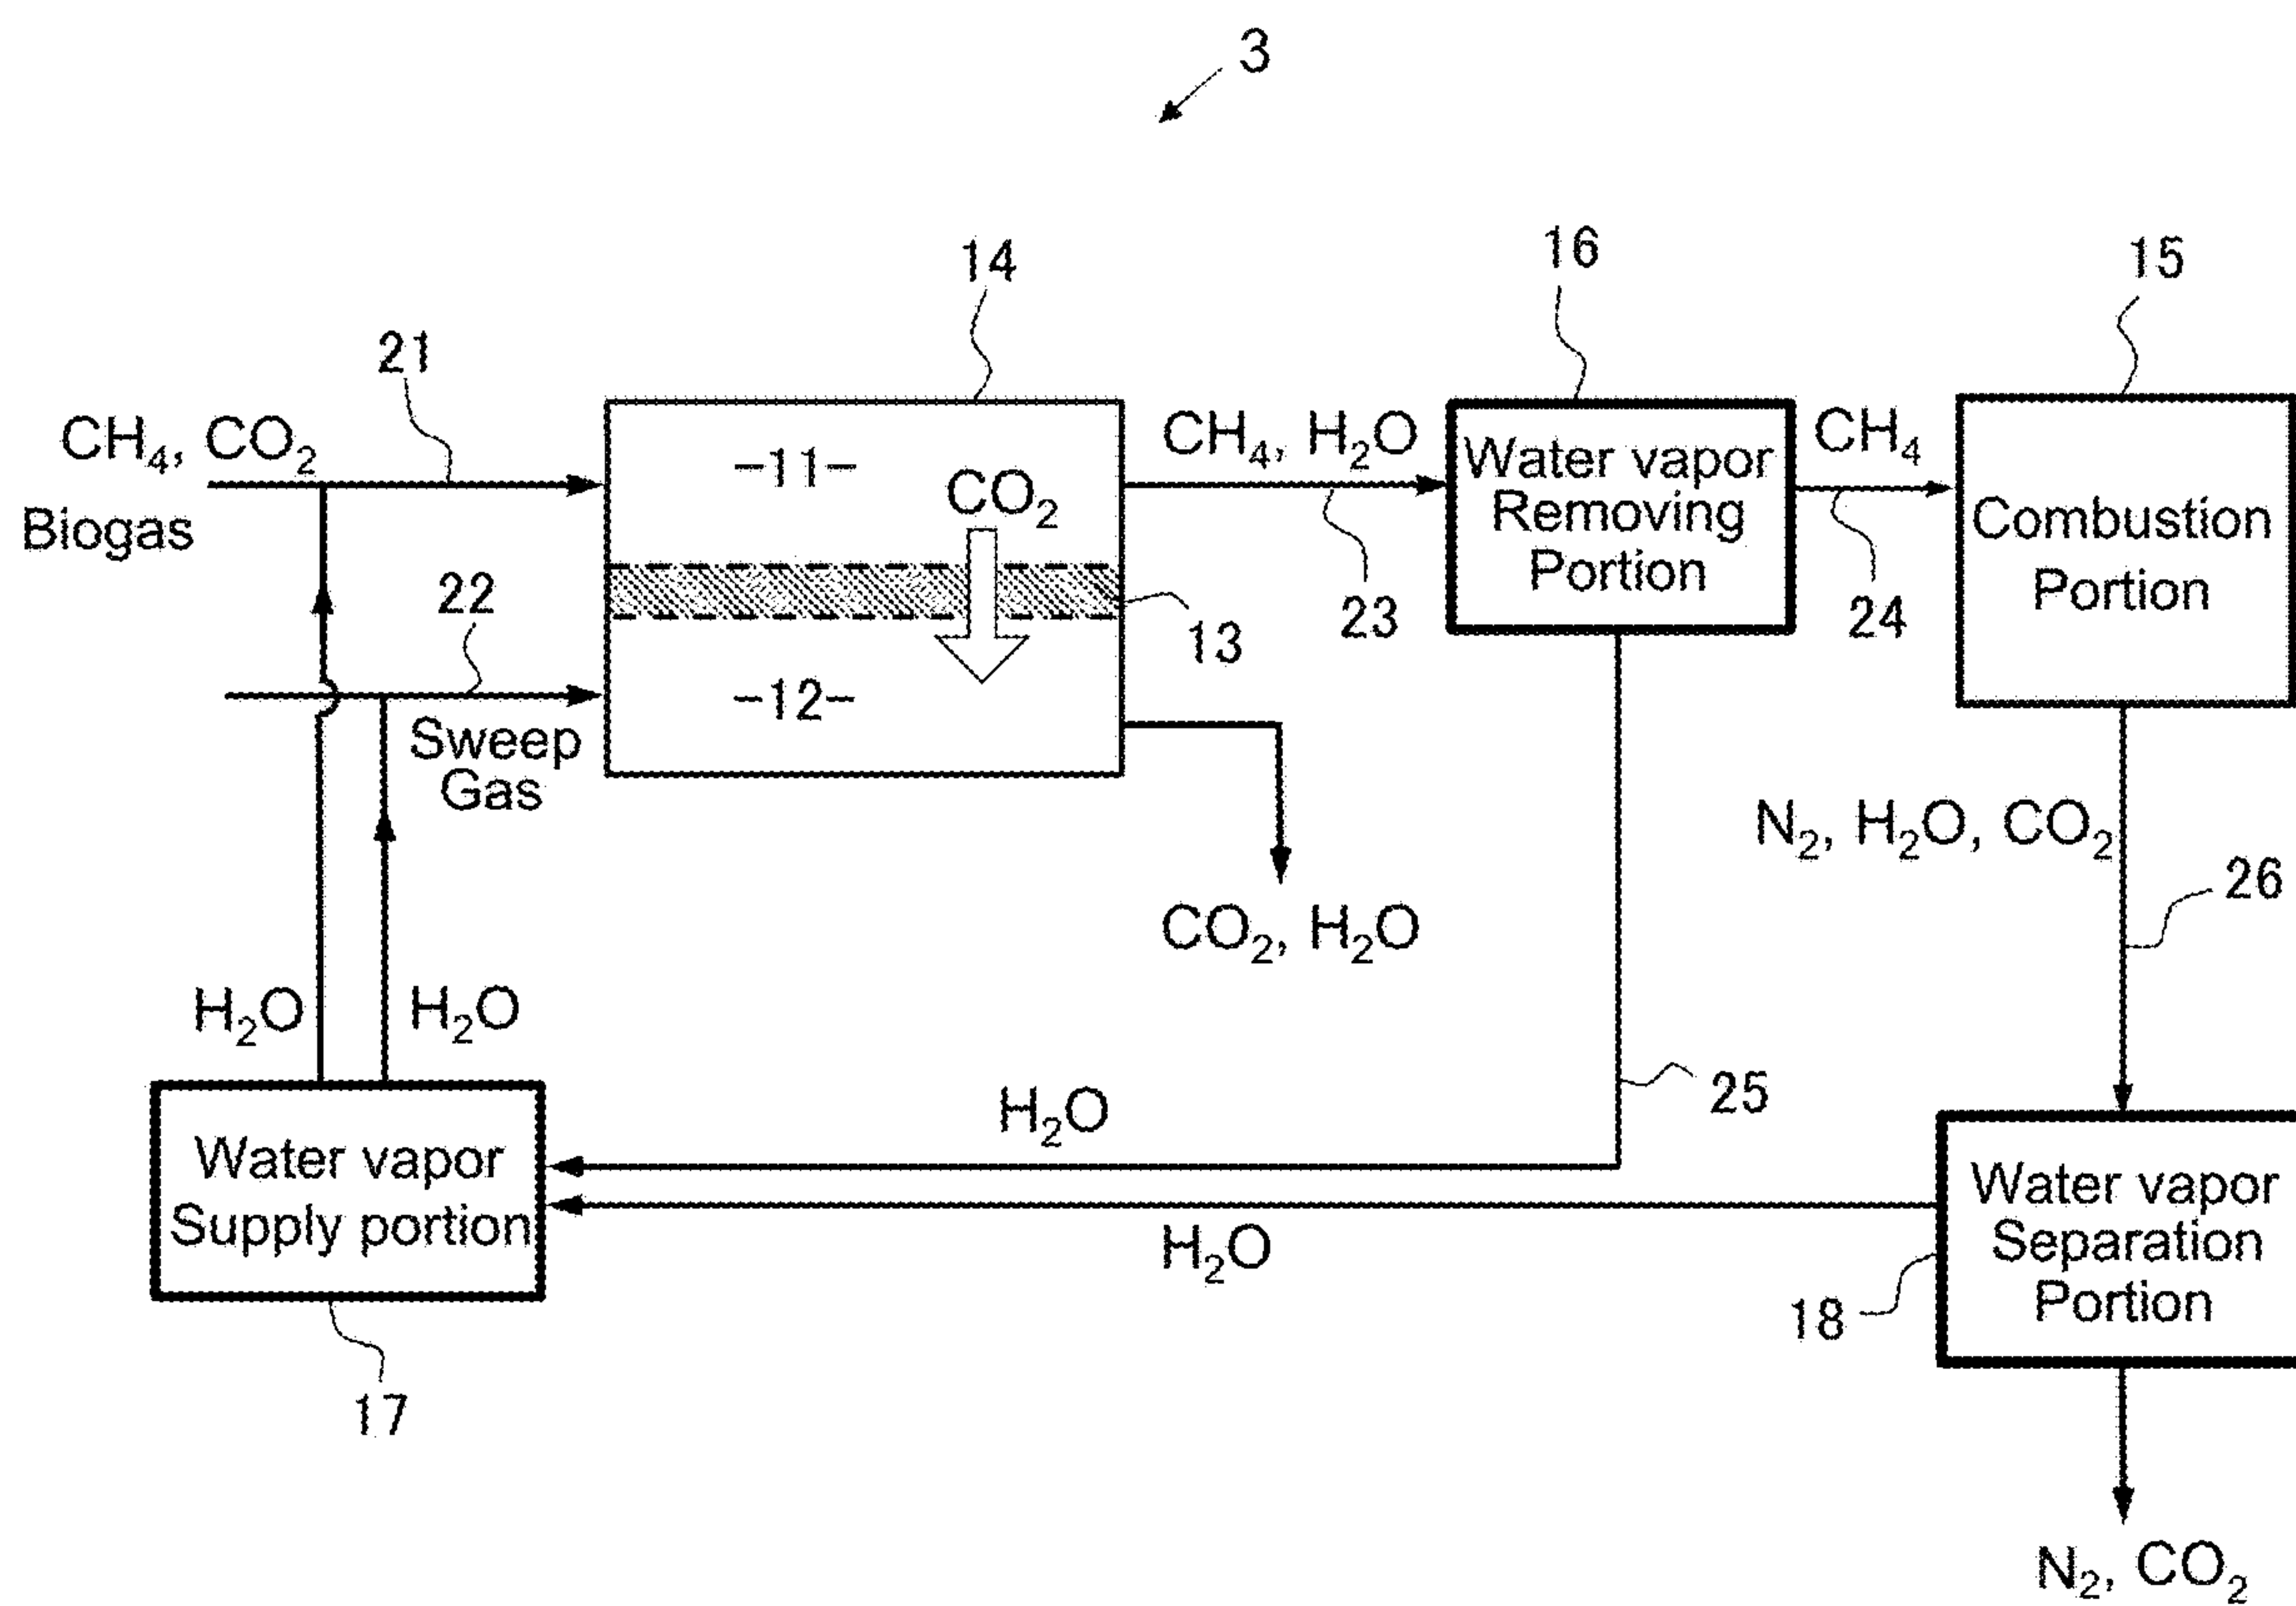 3
14
16
15
21
CH₄, CO₂
Biogas
-11-
CO₂
CH₄, H₂O
Water vapor
Removing
Portion
CH₄
Combustion
Portion
22
13
23
24
Sweep
Gas
-12-
N₂, H₂O, CO₂
26
CO₂, H₂O
H₂O
H₂O
H₂O
25
Water vapor
Supply portion
H₂O
Water vapor
Separation
Portion
18
17
N₂, CO₂